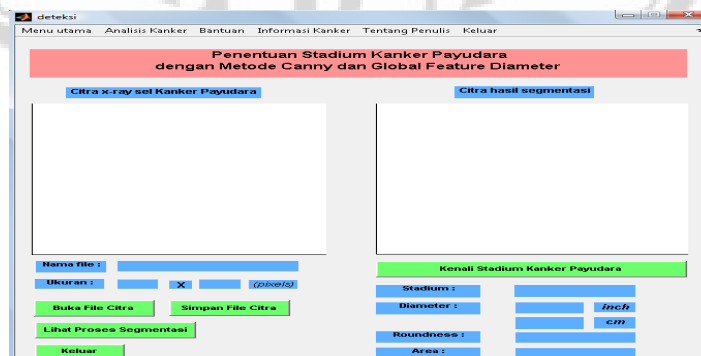 deteksi
Menu utama Analisis Kanker Bantuan Informasi Kanker Tentang Penulis Keluar
Penentuan Stadium Kanker Payudara
dengan Metode Canny dan Global Feature Diameter
Citra x-ray sel Kanker Payudara
Citra hasil segmentasi
Nama file :
Ukuran : X (pixels)
Buka File Citra Simpan File Citra
Lihat Proses Segmentasi
Keluar
Kenali Stadium Kanker Payudara
Stadium :
Diameter : inch
cm
Roundness :
Area :